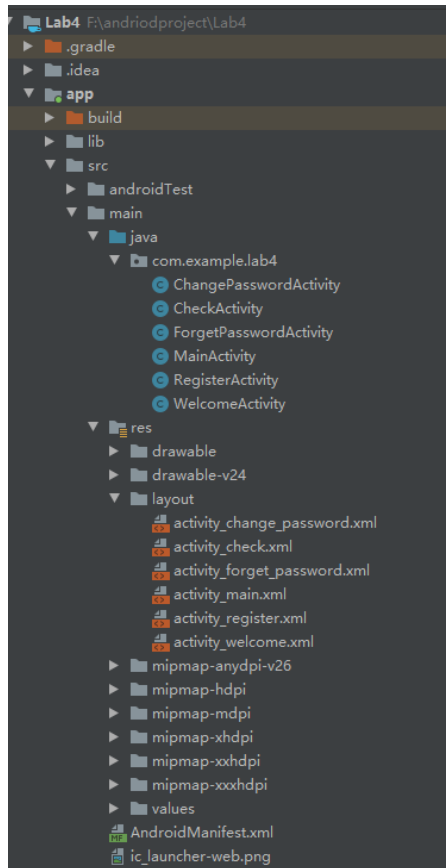 Lab4 F:\andriodproject\Lab4
.gradle
.idea
app
build
lib
src
androidTest
main
java
com.example.lab4
ChangePasswordActivity
CheckActivity
ForgetPasswordActivity
MainActivity
RegisterActivity
WelcomeActivity
res
drawable
drawable-v24
layout
activity_change_password.xml
activity_check.xml
activity_forget_password.xml
activity_main.xml
activity_register.xml
activity_welcome.xml
mipmap-anydpi-v26
mipmap-hdpi
mipmap-mdpi
mipmap-xhdpi
mipmap-xxhdpi
mipmap-xxxhdpi
values
AndroidManifest.xml
ic_launcher-web.png